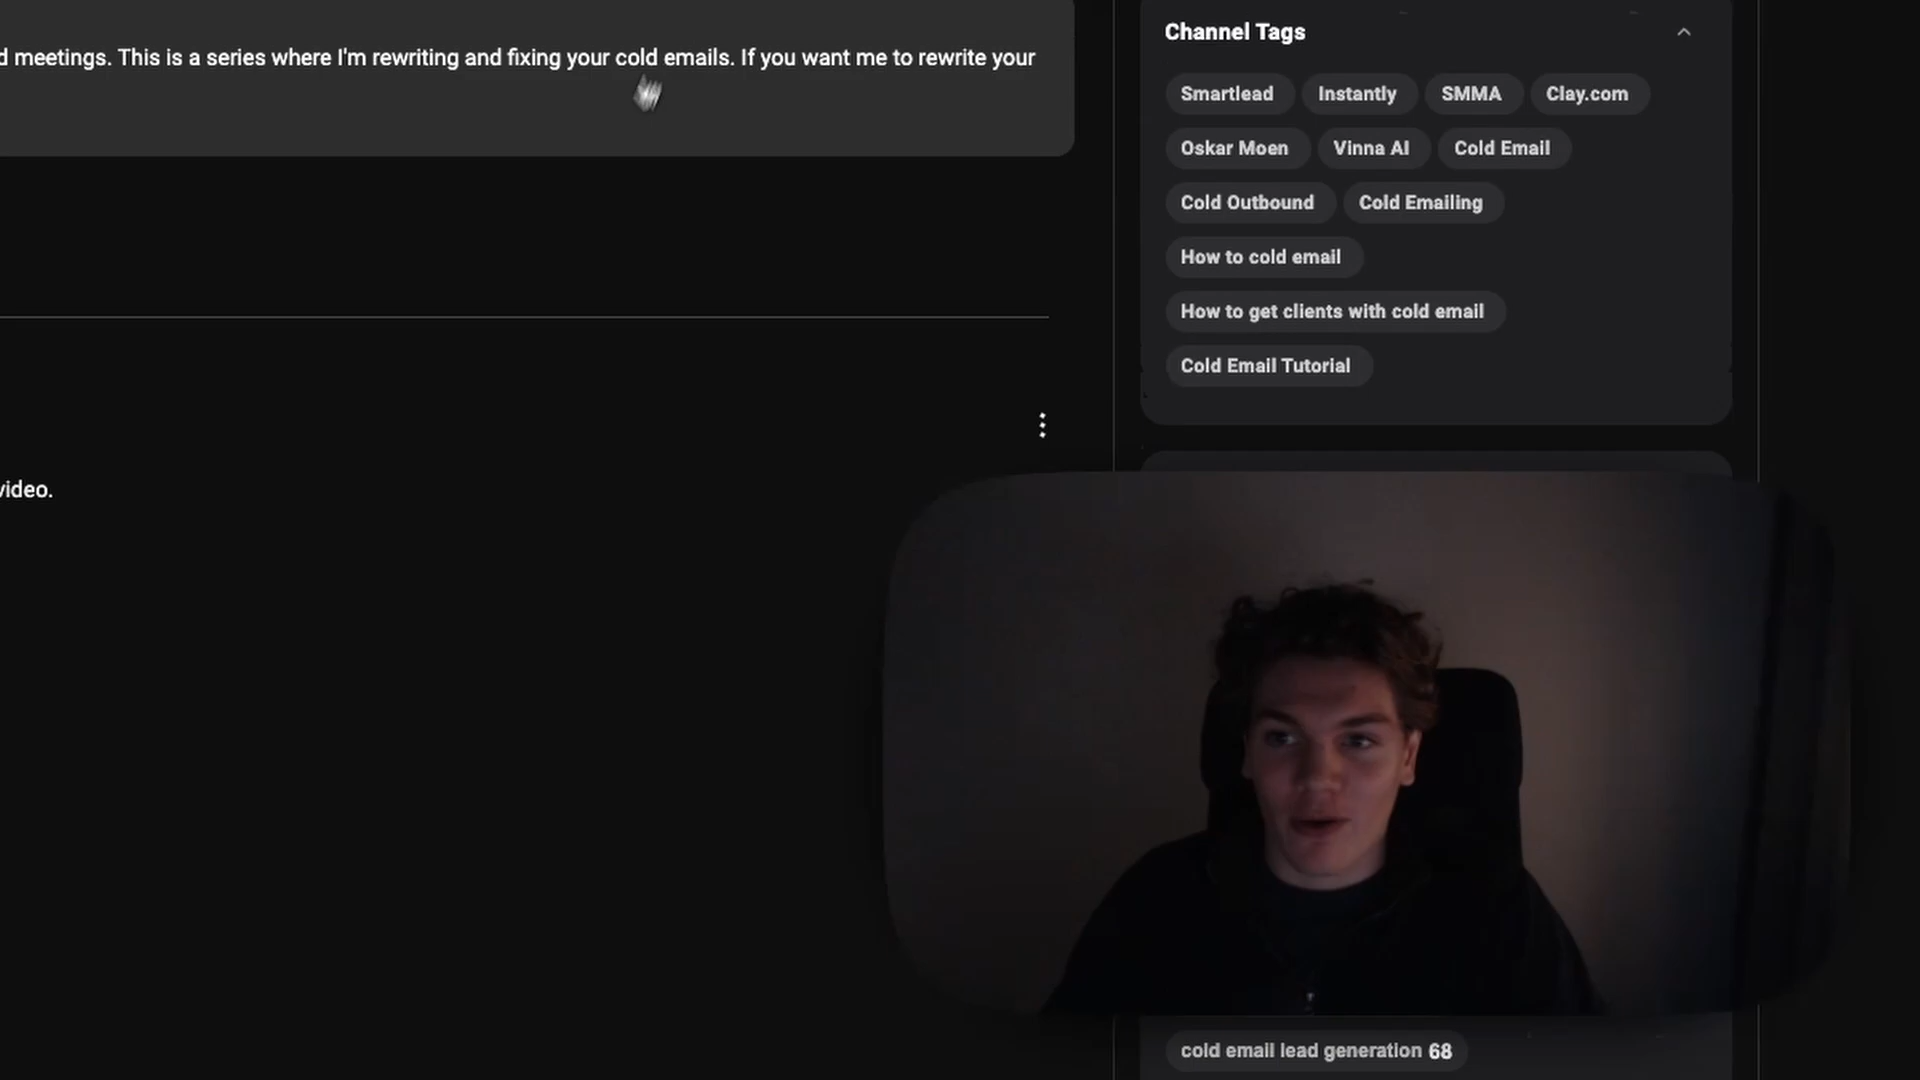 meetings. This is a series where I'm rewriting and fixing your cold emails. If you want me to rewrite your
video.
Channel Tags
Smartlead Instantly SMMA Clay.com
Oskar Moen Vinna AI Cold Email
Cold Outbound Cold Emailing
How to cold email
How to get clients with cold email
Cold Email Tutorial
cold email lead generation 68